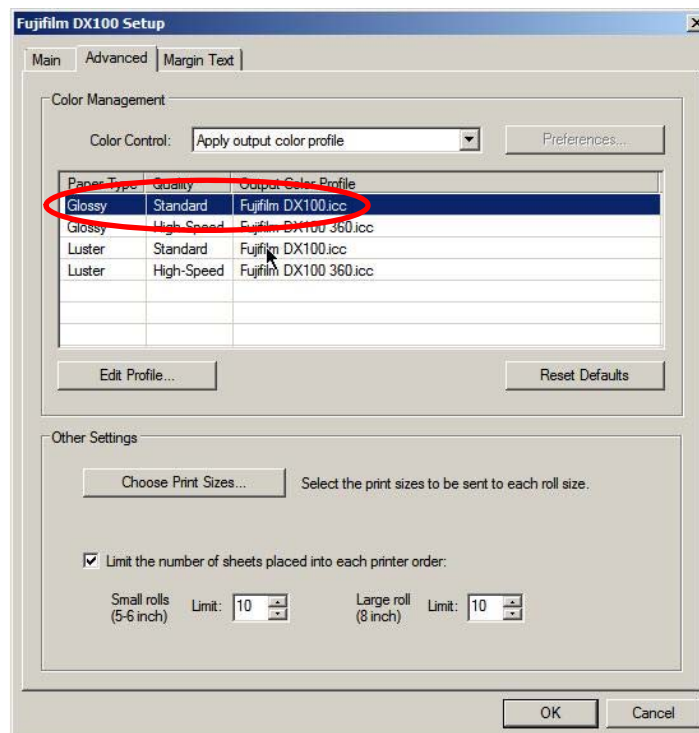 Fujifilm DX100 Setup
Main Advanced Margin Text
Color Management
Color Control: Apply output color profile Preferences...
Paper Type Quality Output Color Profile
Glossy Standard Fujifilm DX100.icc
Glossy High-Speed Fujifilm DX100 360.icc
Luster Standard Fujifilm DX100.icc
Luster High-Speed Fujifilm DX100 360.icc
Edit Profile... Reset Defaults
Other Settings
Choose Print Sizes... Select the print sizes to be sent to each roll size.
Limit the number of sheets placed into each printer order:
Small rolls (5-6 inch) Limit: 10 Large roll (8 inch) Limit: 10
OK Cancel